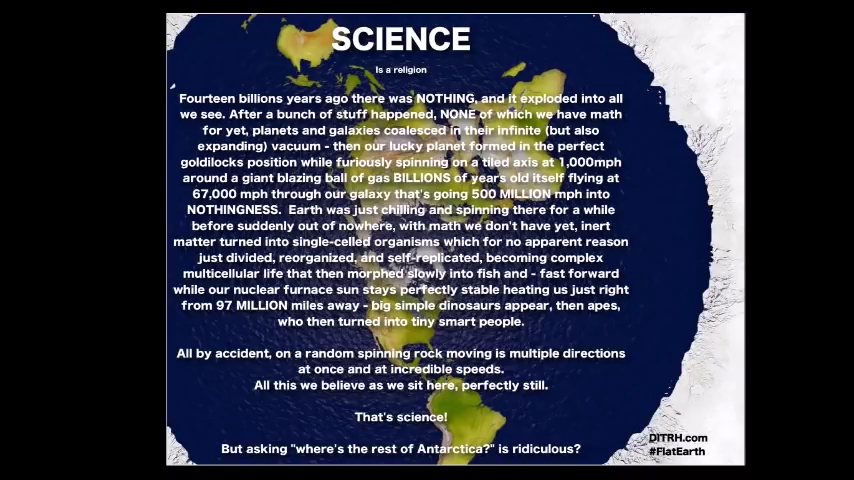 SCIENCE
Is a religion
Fourteen billions years ago there was NOTHING, and it exploded into all
we see. After a bunch of stuff happened, NONE of which we have math
for yet, planets and galaxies coalesced in their infinite (but also
expanding) vacuum - then our lucky planet formed in the perfect
goldilocks position while furiously spinning on a tiled axis at 1,000mph
around a giant blazing ball of gas BILLIONS of years old itself flying at
67,000 mph through our galaxy that's going 500 MILLION mph into
NOTHINGNESS. Earth was just chilling and spinning there for a while
before suddenly out of nowhere, with math we don't have yet, inert
matter turned into single-celled organisms which for no apparent reason
just divided, reorganized, and self-replicated, becoming complex
multicellular life that then morphed slowly into fish and - fast forward
while our nuclear furnace sun stays perfectly stable heating us just right
from 97 MILLION miles away - big simple dinosaurs appear, then apes,
who then turned into tiny smart people.
All by accident, on a random spinning rock moving is multiple directions
at once and at incredible speeds.
All this we believe as we sit here, perfectly still.
That's science!
But asking "where's the rest of Antarctica?" is ridiculous?
DITRH.com
#FlatEarth